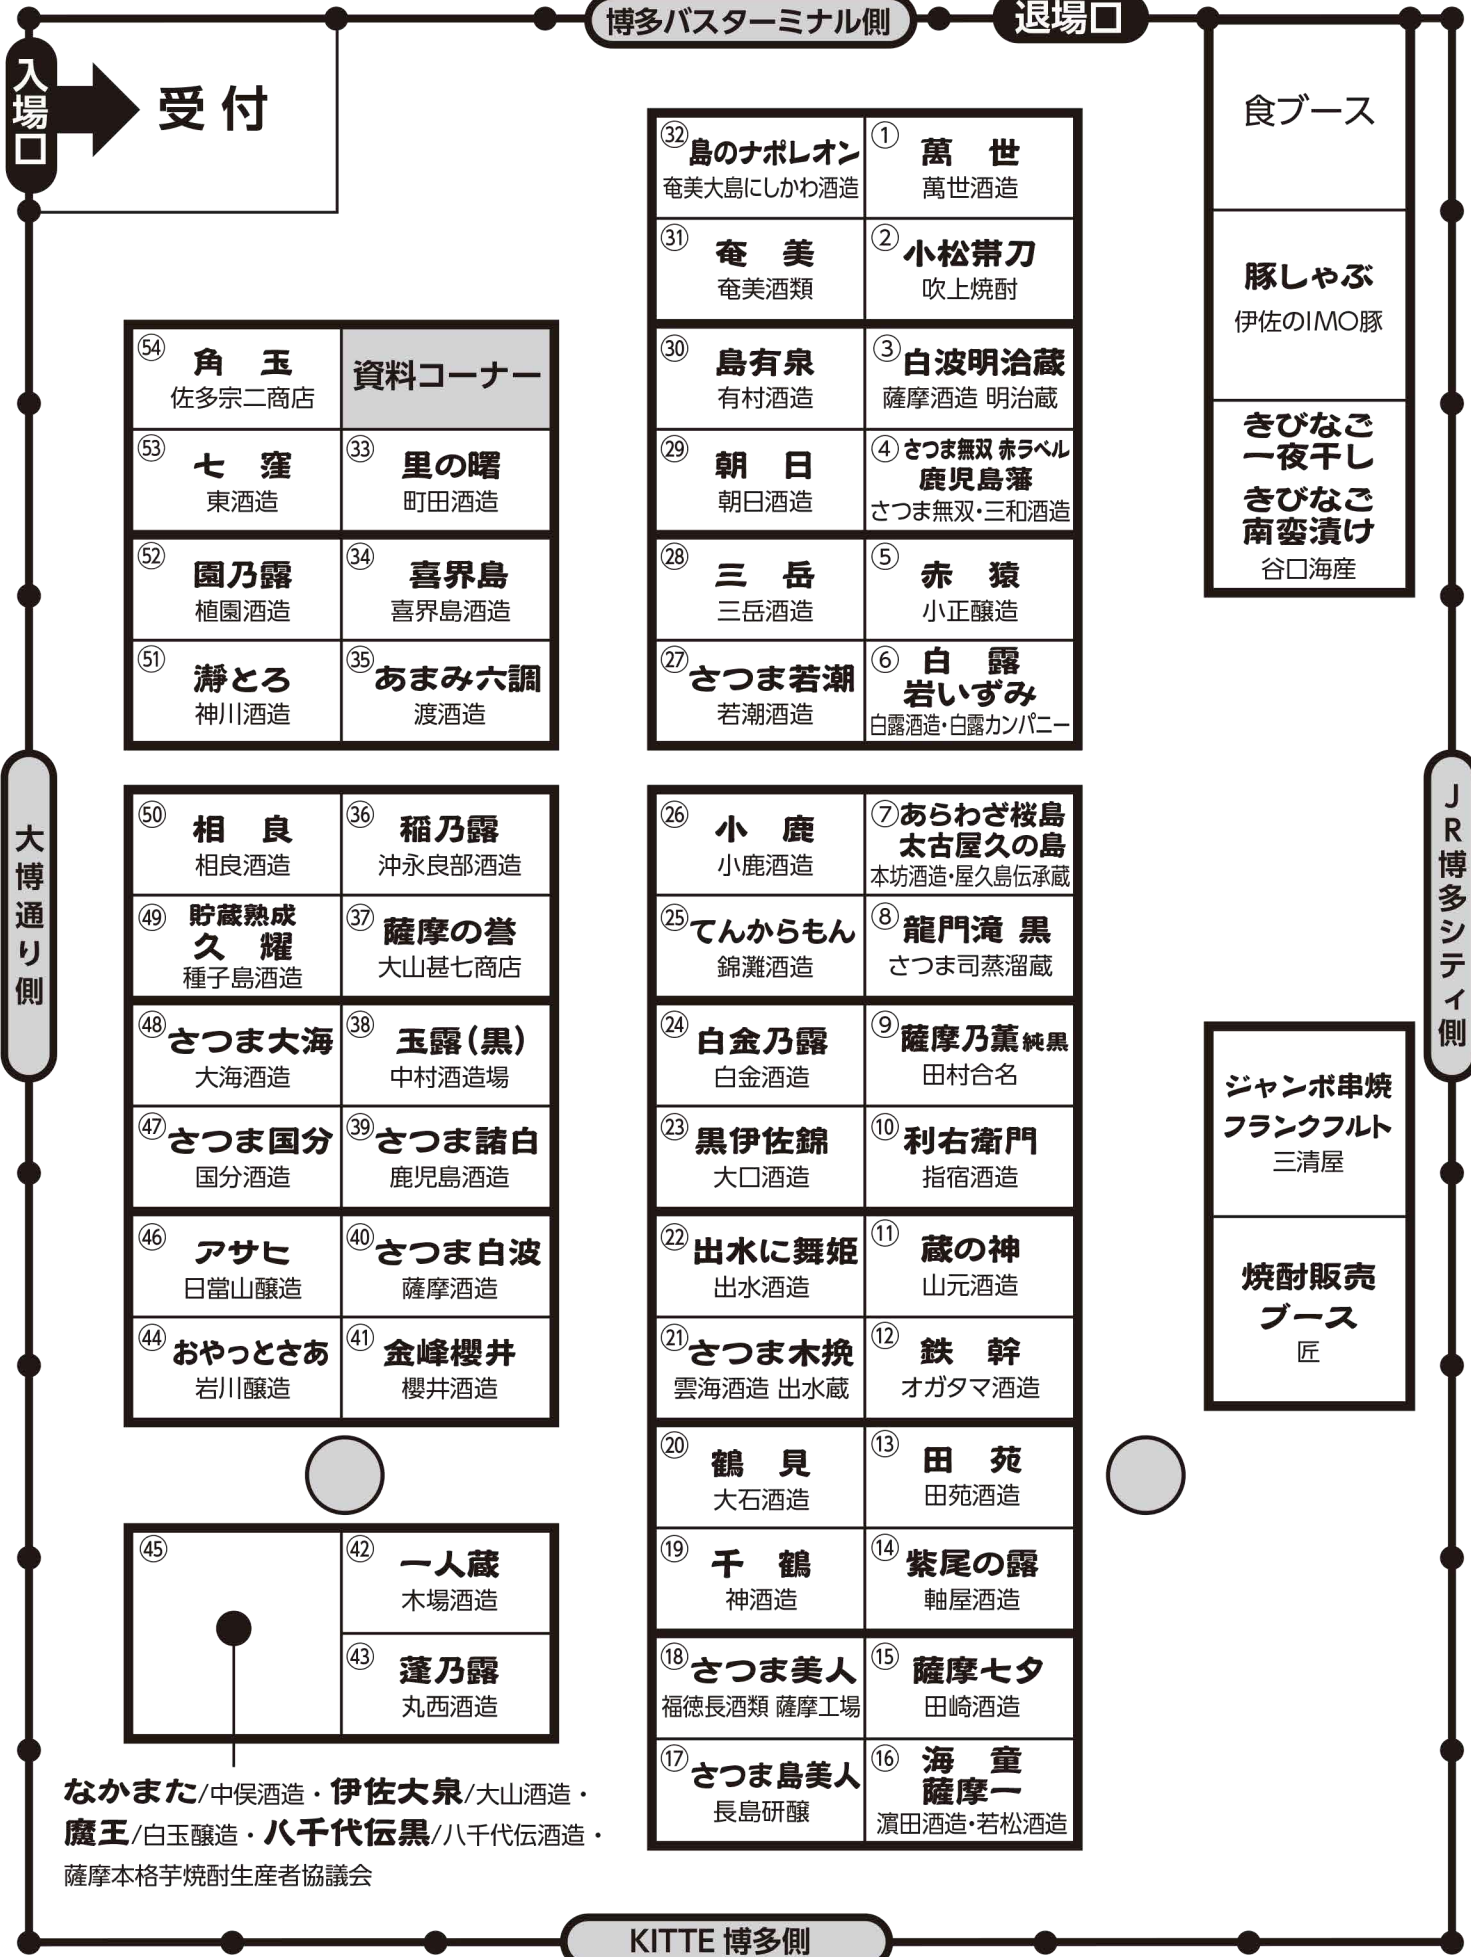 博多バスターミナル側
退場口
入場口
受付
食ブース
豚しゃぶ
伊佐のIMO豚
きびなご
一夜干し
きびなご
南蛮漬け
谷口海産
㉜ 島のナポレオン
奄美大島にしかわ酒造
① 萬 世
萬世酒造
㉛ 奄 美
奄美酒類
② 小松帯刀
吹上焼酎
㉚ 島有泉
有村酒造
③ 白波明治蔵
薩摩酒造 明治蔵
㉙ 朝 日
朝日酒造
④ さつま無双 赤ラベル
鹿児島藩
さつま無双・三和酒造
㉘ 三 岳
三岳酒造
⑤ 赤 猿
小正醸造
㉗ さつま若潮
若潮酒造
⑥ 白 露
岩いずみ
白露酒造・白露カンパニー
54 角 玉
佐多宗二商店
資料コーナー
53 七 窪
東酒造
㉝ 里の曙
町田酒造
52 園乃露
植園酒造
㉞ 喜界島
喜界島酒造
51 瀞とろ
神川酒造
㉟ あまみ六調
渡酒造
㊿ 相 良
相良酒造
㊱ 稲乃露
沖永良部酒造
㊾ 貯蔵熟成
久 耀
種子島酒造
㊲ 薩摩の誉
大山甚七商店
㊽ さつま大海
大海酒造
㊳ 玉露(黒)
中村酒造場
㊼ さつま国分
国分酒造
㊴ さつま諸白
鹿児島酒造
㊻ アサヒ
日當山醸造
㊵ さつま白波
薩摩酒造
㊹ おやっとさあ
岩川醸造
㊶ 金峰櫻井
櫻井酒造
㉖ 小 鹿
小鹿酒造
⑦ あらわざ桜島
太古屋久の島
本坊酒造・屋久島伝承蔵
㉕ てんからもん
錦灘酒造
⑧ 龍門滝 黒
さつま司蒸溜蔵
㉔ 白金乃露
白金酒造
⑨ 薩摩乃薫 純黒
田村合名
㉓ 黒伊佐錦
大口酒造
⑩ 利右衛門
指宿酒造
㉒ 出水に舞姫
出水酒造
⑪ 蔵の神
山元酒造
㉑ さつま木挽
雲海酒造 出水蔵
⑫ 鉄 幹
オガタマ酒造
⑳ 鶴 見
大石酒造
⑬ 田 苑
田苑酒造
⑲ 千 鶴
神酒造
⑭ 紫尾の露
軸屋酒造
⑱ さつま美人
福徳長酒類 薩摩工場
⑮ 薩摩七夕
田崎酒造
⑰ さつま島美人
長島研醸
⑯ 海 童
薩摩一
濵田酒造・若松酒造
㊺
㊷ 一人蔵
木場酒造
㊸ 蓬乃露
丸西酒造
なかまた/中俣酒造・伊佐大泉/大山酒造・
魔王/白玉醸造・八千代伝黒/八千代伝酒造・
薩摩本格芋焼酎生産者協議会
ジャンボ串焼
フランクフルト
三清屋
焼酎販売
ブース
匠
大博通り側
JR博多シティ側
KITTE 博多側